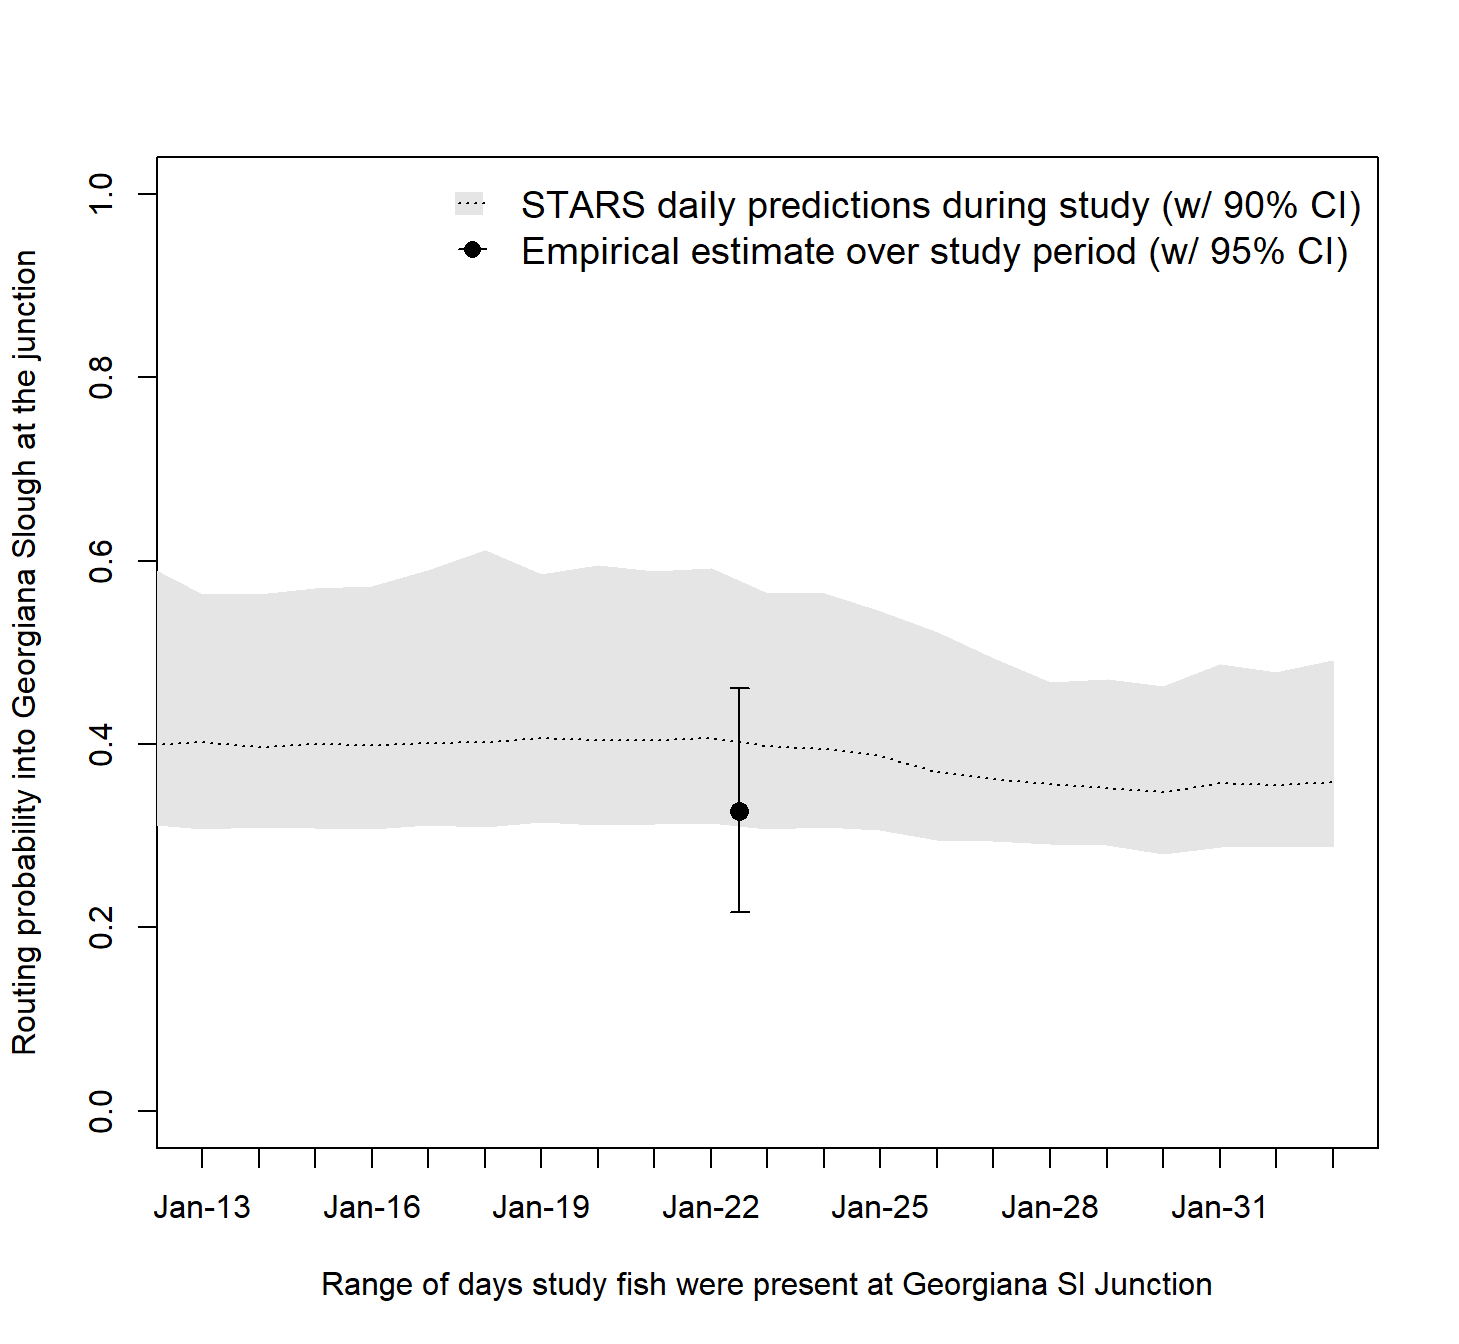 STARS daily predictions during study (w/ 90% CI)
Empirical estimate over study period (w/ 95% CI)
Routing probability into Georgiana Slough at the junction
1.0
0.8
0.6
0.4
0.2
0.0
Jan-13 Jan-16 Jan-19 Jan-22 Jan-25 Jan-28 Jan-31
Range of days study fish were present at Georgiana Sl Junction